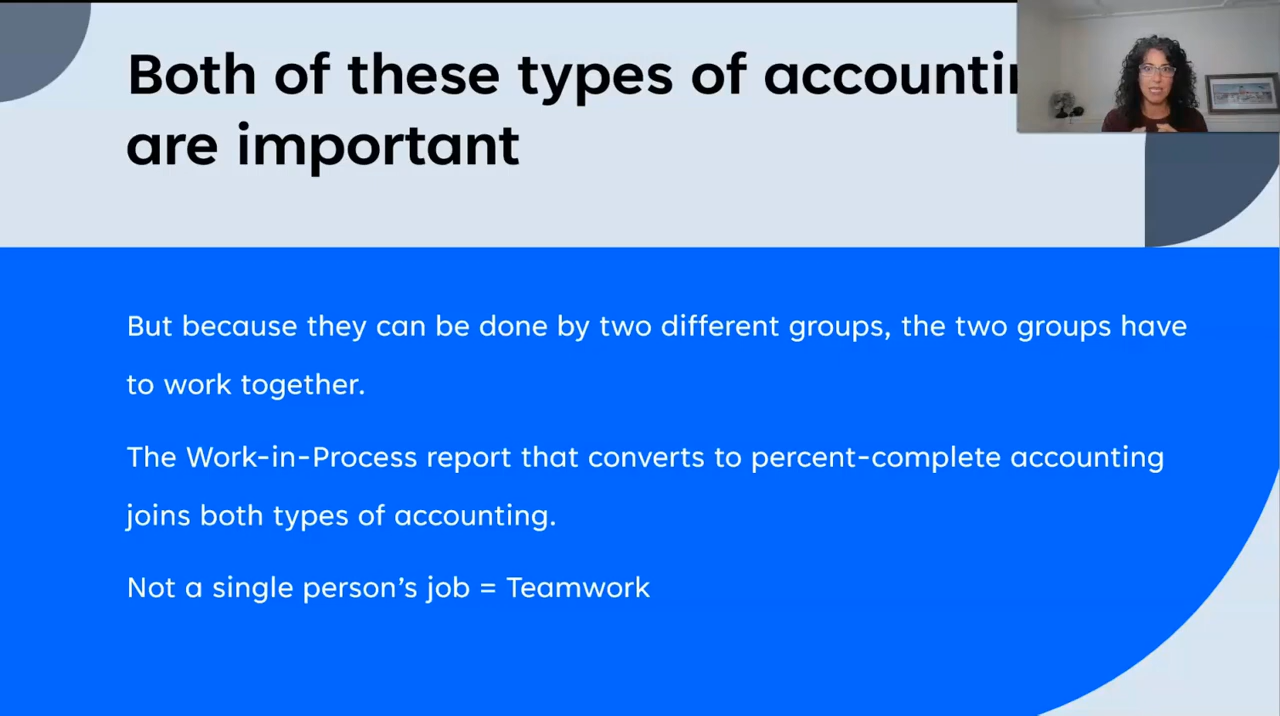 Both of these types of
are important
But because they can be done by two different groups, the two groups have
to work together.
The Work-in-Process report that converts to percent-complete accounting
joins both types of accounting.
Not a single person's job = Teamwork